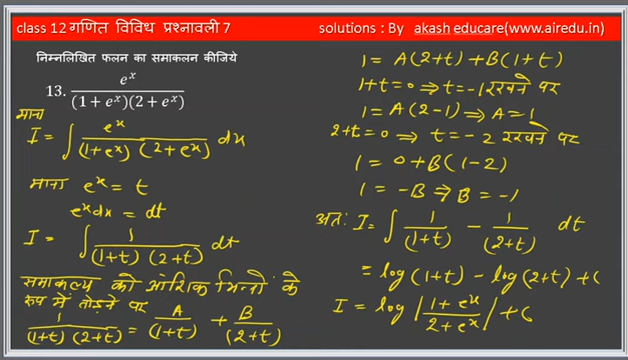 class 12 गणित विविध प्रश्नावली 7
solutions : By akash educare(www.airedu.in)
निम्नलिखित फलन का समाकलन कीजिये
13. e^x / (1 + e^x)(2 + e^x)
माना
I = ∫ e^x / (1+e^x) (2+e^x) dx
माना e^x = t
e^x dx = dt
I = ∫ 1 / (1+t) (2+t) dt
समाकल्य को आंशिक भिन्नों के
रूप में तोड़ने पर
1 / (1+t) (2+t) = A / (1+t) + B / (2+t)
1 = A(2+t) + B(1+t)
1+t=0 ⇒ t=-1 रखने पर
1 = A(2-1) ⇒ A=1
2+t=0 ⇒ t=-2 रखने पर
1 = 0+B(1-2)
1 = -B ⇒ B = -1
अतः I = ∫ 1 / (1+t) - 1 / (2+t) dt
= log(1+t) - log(2+t) + C
I = log | 1+e^x / 2+e^x | + C